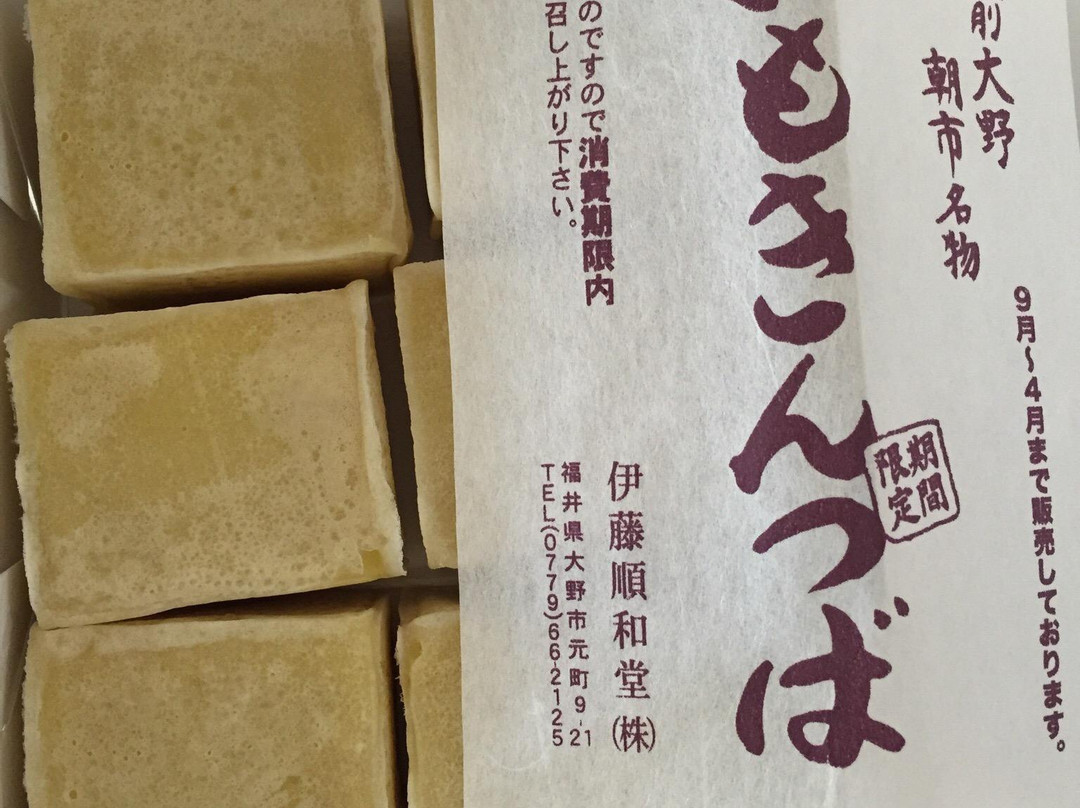 前大野
朝市名物
9月〜4月まで販売しております。
もきんつば
期間
限定
伊藤順和堂(株)
福井県大野市元町9-21
TEL(0779)66-2125
のですので消費期限内
召し上がり下さい。